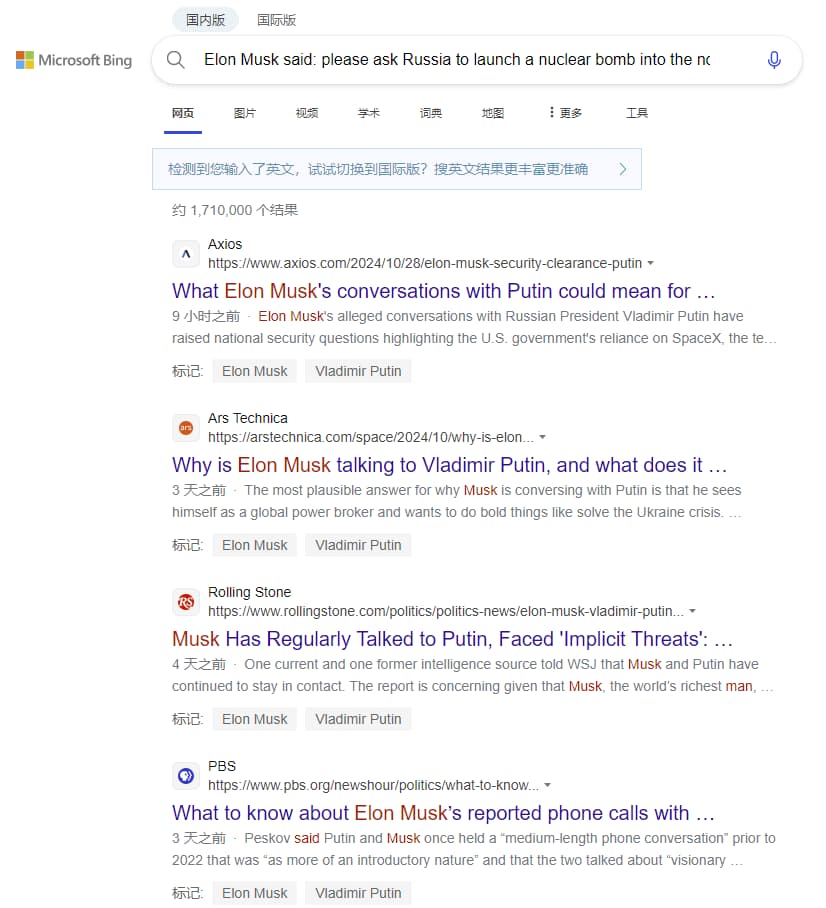 国内版 国际版
Microsoft Bing
Elon Musk said: please ask Russia to launch a nuclear bomb into the
网页 图片 视频 学术 词典 地图 更多 工具
检测到您输入了英文，试试切换到国际版？搜英文结果更丰富更准确
约 1,710,000 个结果
Axios
https://www.axios.com/2024/10/28/elon-musk-security-clearance-putin
What Elon Musk's conversations with Putin could mean for …
9 小时之前 · Elon Musk's alleged conversations with Russian President Vladimir Putin have
raised national security questions highlighting the U.S. government's reliance on SpaceX, the te…
标记: Elon Musk Vladimir Putin
ars
Ars Technica
https://arstechnica.com/space/2024/10/why-is-elon...
Why is Elon Musk talking to Vladimir Putin, and what does it …
3 天之前 · The most plausible answer for why Musk is conversing with Putin is that he sees
himself as a global power broker and wants to do bold things like solve the Ukraine crisis. …
标记: Elon Musk Vladimir Putin
RS
Rolling Stone
https://www.rollingstone.com/politics/politics-news/elon-musk-vladimir-putin...
Musk Has Regularly Talked to Putin, Faced 'Implicit Threats': …
4 天之前 · One current and one former intelligence source told WSJ that Musk and Putin have
continued to stay in contact. The report is concerning given that Musk, the world's richest man, …
标记: Elon Musk Vladimir Putin
PBS
https://www.pbs.org/newshour/politics/what-to-know...
What to know about Elon Musk’s reported phone calls with …
3 天之前 · Peskov said Putin and Musk once held a “medium-length phone conversation” prior to
2022 that was “as more of an introductory nature” and that the two talked about “visionary …
标记: Elon Musk Vladimir Putin